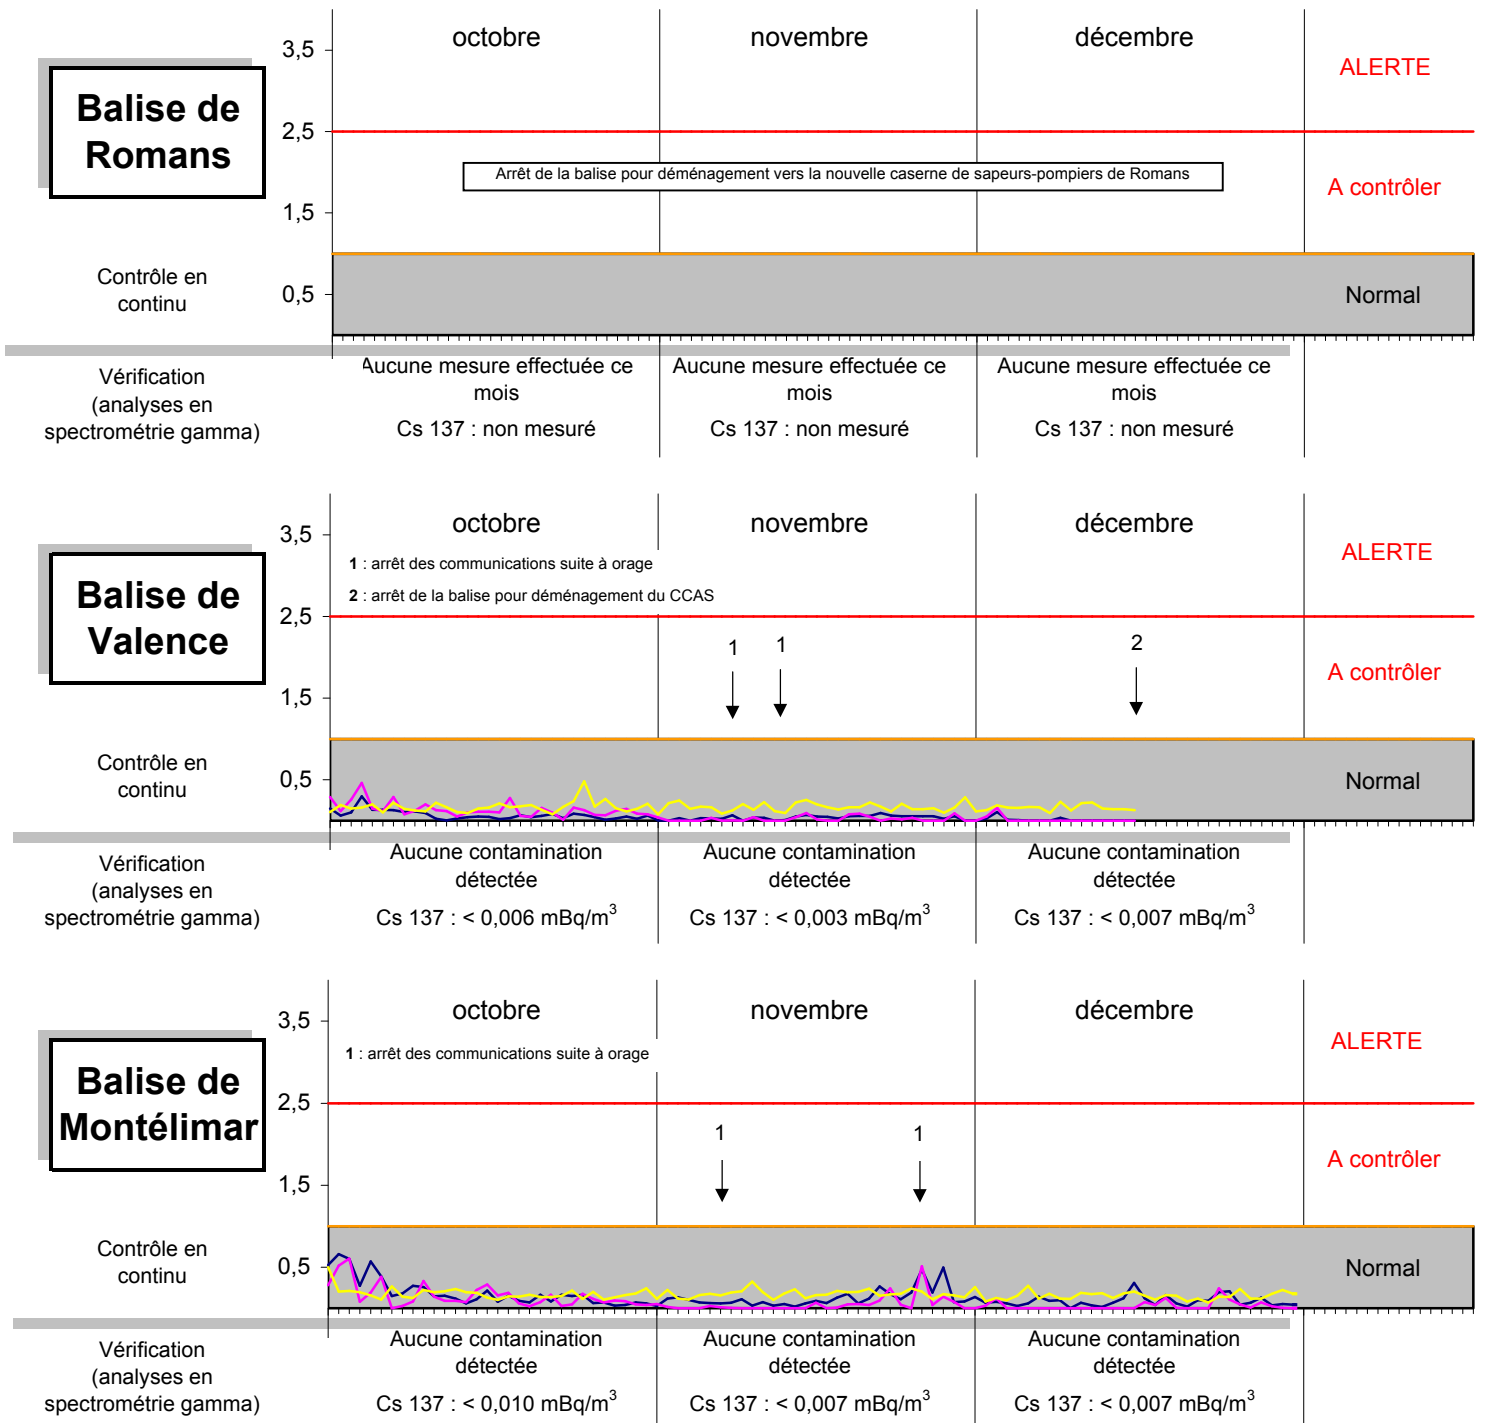 octobre novembre décembre
3,5
ALERTE
Balise de
Romans
2,5
Arrêt de la balise pour déménagement vers la nouvelle caserne de sapeurs-pompiers de Romans
A contrôler
1,5
Contrôle en
continu
0,5
Normal
Vérification
(analyses en
spectrométrie gamma)
Aucune mesure effectuée ce
mois
Cs 137 : non mesuré
Aucune mesure effectuée ce
mois
Cs 137 : non mesuré
Aucune mesure effectuée ce
mois
Cs 137 : non mesuré
octobre novembre décembre
3,5
ALERTE
1 : arrêt des communications suite à orage
2 : arrêt de la balise pour déménagement du CCAS
Balise de
Valence
2,5
1 1 2
A contrôler
1,5
Contrôle en
continu
0,5
Normal
Vérification
(analyses en
spectrométrie gamma)
Aucune contamination
détectée
Cs 137 : < 0,006 mBq/m³
Aucune contamination
détectée
Cs 137 : < 0,003 mBq/m³
Aucune contamination
détectée
Cs 137 : < 0,007 mBq/m³
octobre novembre décembre
3,5
ALERTE
1 : arrêt des communications suite à orage
Balise de
Montélimar
2,5
1 1
A contrôler
1,5
Contrôle en
continu
0,5
Normal
Vérification
(analyses en
spectrométrie gamma)
Aucune contamination
détectée
Cs 137 : < 0,010 mBq/m³
Aucune contamination
détectée
Cs 137 : < 0,007 mBq/m³
Aucune contamination
détectée
Cs 137 : < 0,007 mBq/m³